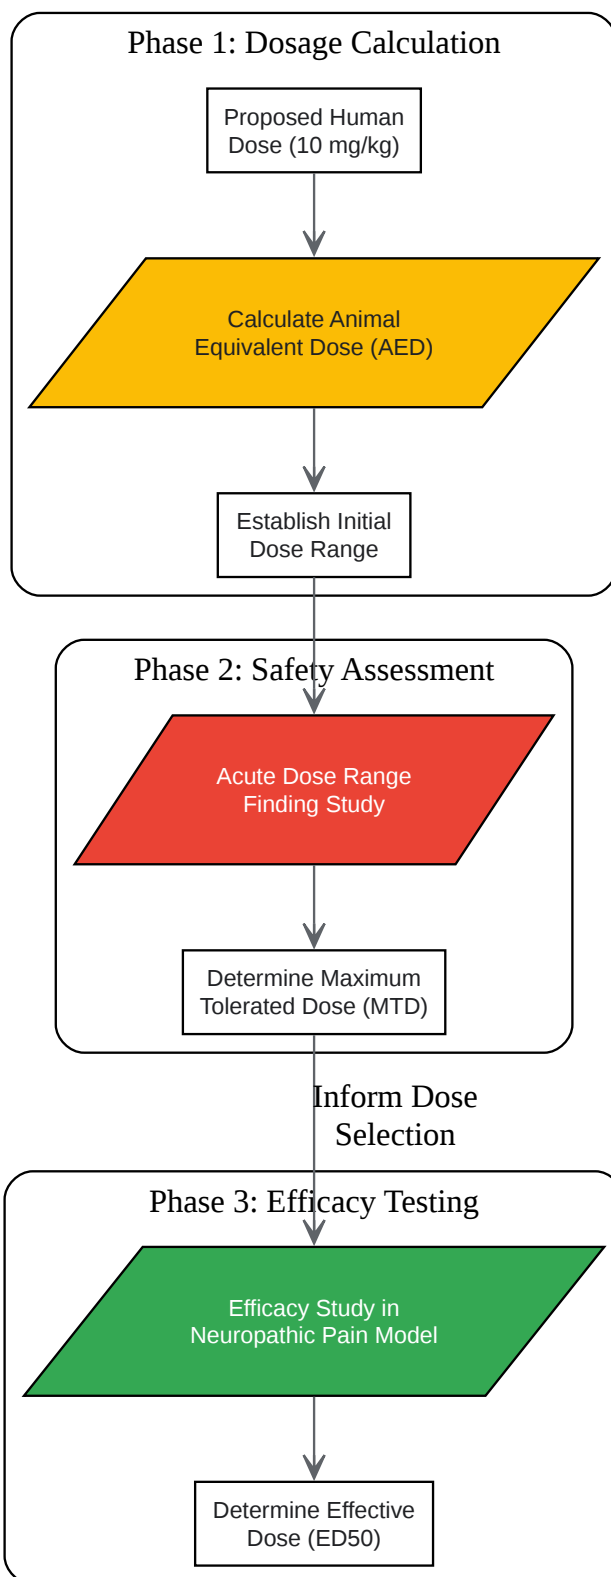 Phase 1: Dosage Calculation
Proposed Human
Dose (10 mg/kg)
Calculate Animal
Equivalent Dose (AED)
Establish Initial
Dose Range
Phase 2: Safety Assessment
Acute Dose Range
Finding Study
Determine Maximum
Tolerated Dose (MTD)
Inform Dose
Selection
Phase 3: Efficacy Testing
Efficacy Study in
Neuropathic Pain Model
Determine Effective
Dose (ED50)